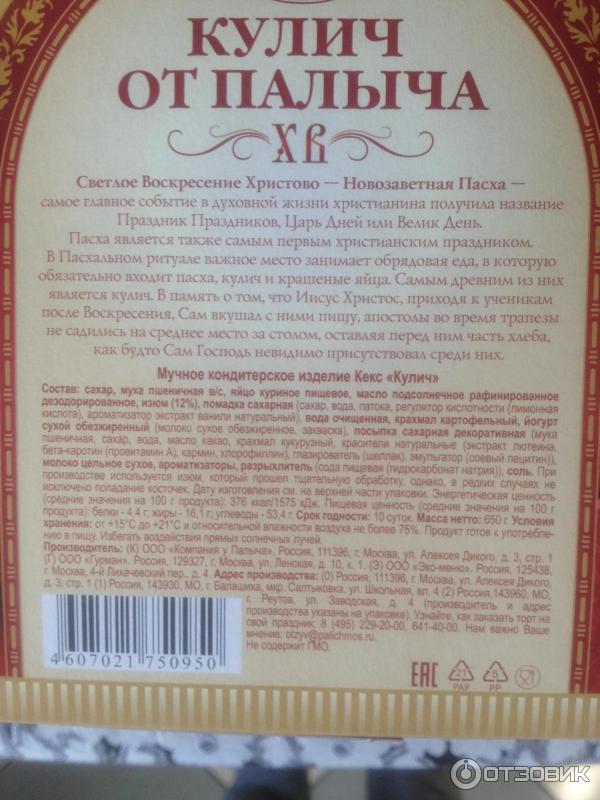 КУЛИЧ
ОТ ПАЛЫЧА
ХВ
Светлое Воскресение Христово — Новозаветная Пасха —
самое главное событие в духовной жизни христианина получила название
Праздник Праздников, Царь Дней или Велик День.
Пасха является также самым первым христианским праздником.
В Пасхальном ритуале важное место занимает обрядовая еда, в которую
обязательно входит пасха, кулич и крашеные яйца. Самым древним из них
является кулич. В память о том, что Иисус Христос, приходя к ученикам
после Воскресения, Сам вкушал с ними пищу, апостолы во время трапезы
не садились на среднее место за столом, оставляя перед ним часть хлеба,
как будто Сам Господь невидимо присутствовал среди них.
Мучное кондитерское изделие Кекс «Кулич»
Состав: сахар, мука пшеничная в/с, яйцо куриное пищевое, масло подсолнечное рафинированное
дезодорированное, изюм (12%), помадка сахарная (сахар, вода, патока, регулятор кислотности (лимонная
кислота), ароматизатор экстракт ванили натуральный), вода очищенная, крахмал картофельный, йогурт
сухой обезжиренный (молоко сухое обезжиренное, закваска), посыпка сахарная декоративная (мука
пшеничная, сахар, вода, масло какао, крахмал кукурузный, красители натуральные (экстракт лютеина,
бета-каротин (провитамин А), кармин, хлорофиллин), глазирователь (шеллак), эмульгатор (соевый лецитин)),
молоко цельное сухое, ароматизаторы, разрыхлитель (сода пищевая (гидрокарбонат натрия)), соль. При
производстве используется изюм, который прошел тщательную обработку, однако, в редких случаях не
исключено попадание косточек. Дату изготовления см. на верхней части упаковки. Энергетическая ценность
(средние значения на 100 г продукта): 376 ккал/1575 кДж. Пищевая ценность (средние значения на 100 г
продукта): белки - 4,4 г; жиры - 16,1 г; углеводы - 53,4 г. Срок годности: 10 суток. Масса нетто: 650 г. Условия
хранения: от +15°С до +21°С и относительной влажности воздуха не более 75%. Продукт готов к употребле-
нию в пищу. Избегать воздействия прямых солнечных лучей.
Производитель: (К) ООО «Компания у Палыча». Россия, 111396, г. Москва, ул. Алексея Дикого, д. 3, стр. 1
(Г) ООО «Гурман». Россия, 129327, г. Москва, ул. Ленская, д. 10, к. 1. (Э) ООО «Эко-меню». Россия, 125438,
г. Москва, 4-й Лихачевский пер., д. 4. Адрес производства: (0) Россия, 111396, г. Москва, ул. Алексея Дикого,
д. 3, стр. 1 (1) Россия, 143930, МО, г. Балашиха, мкр. Салтыковка, ул. Школьная, вл. 4 (2) Россия, 143960, МО,
г. Реутов, ул. Заводская, д. 4 (производитель и адрес
производства указаны на упаковке). Узнайте, как заказать торт на
свой праздник: 8 (495) 229-20-00, 641-40-00. Нам важно Ваше
мнение: otzyv@palichmos.ru
Не содержит ГМО.
4 607021 750950
EAC
21
PAP
5
PP
ОТЗОВИК